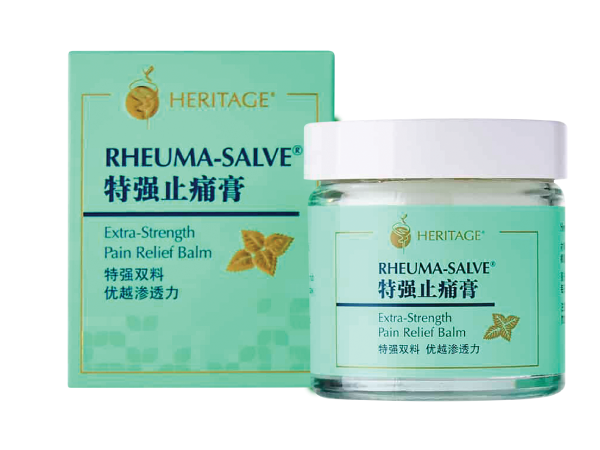 HERITAGE®
RHEUMA-SALVE®
特强止痛膏
Extra-Strength
Pain Relief Balm
特强双料
优越渗透力
HERITAGE®
RHEUMA-SALVE®
特强止痛膏
Extra-Strength
Pain Relief Balm
特强双料 优越渗透力